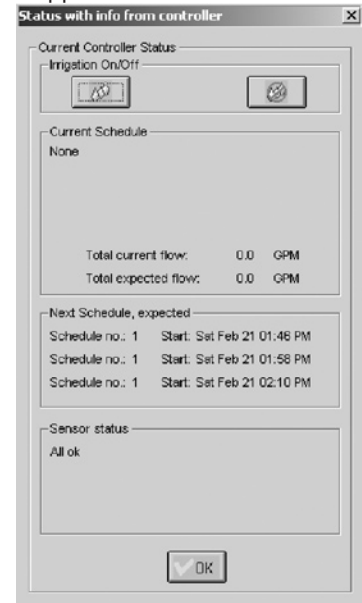 Status with info from controller
Current Controller Status
Irrigation On/Off
Current Schedule
None
Total current flow: 0.0 GPM
Total expected flow: 0.0 GPM
Next Schedule, expected
Schedule no.: 1 Start: Sat Feb 21 01:46 PM
Schedule no.: 1 Start: Sat Feb 21 01:58 PM
Schedule no.: 1 Start: Sat Feb 21 02:10 PM
Sensor status
All ok
OK